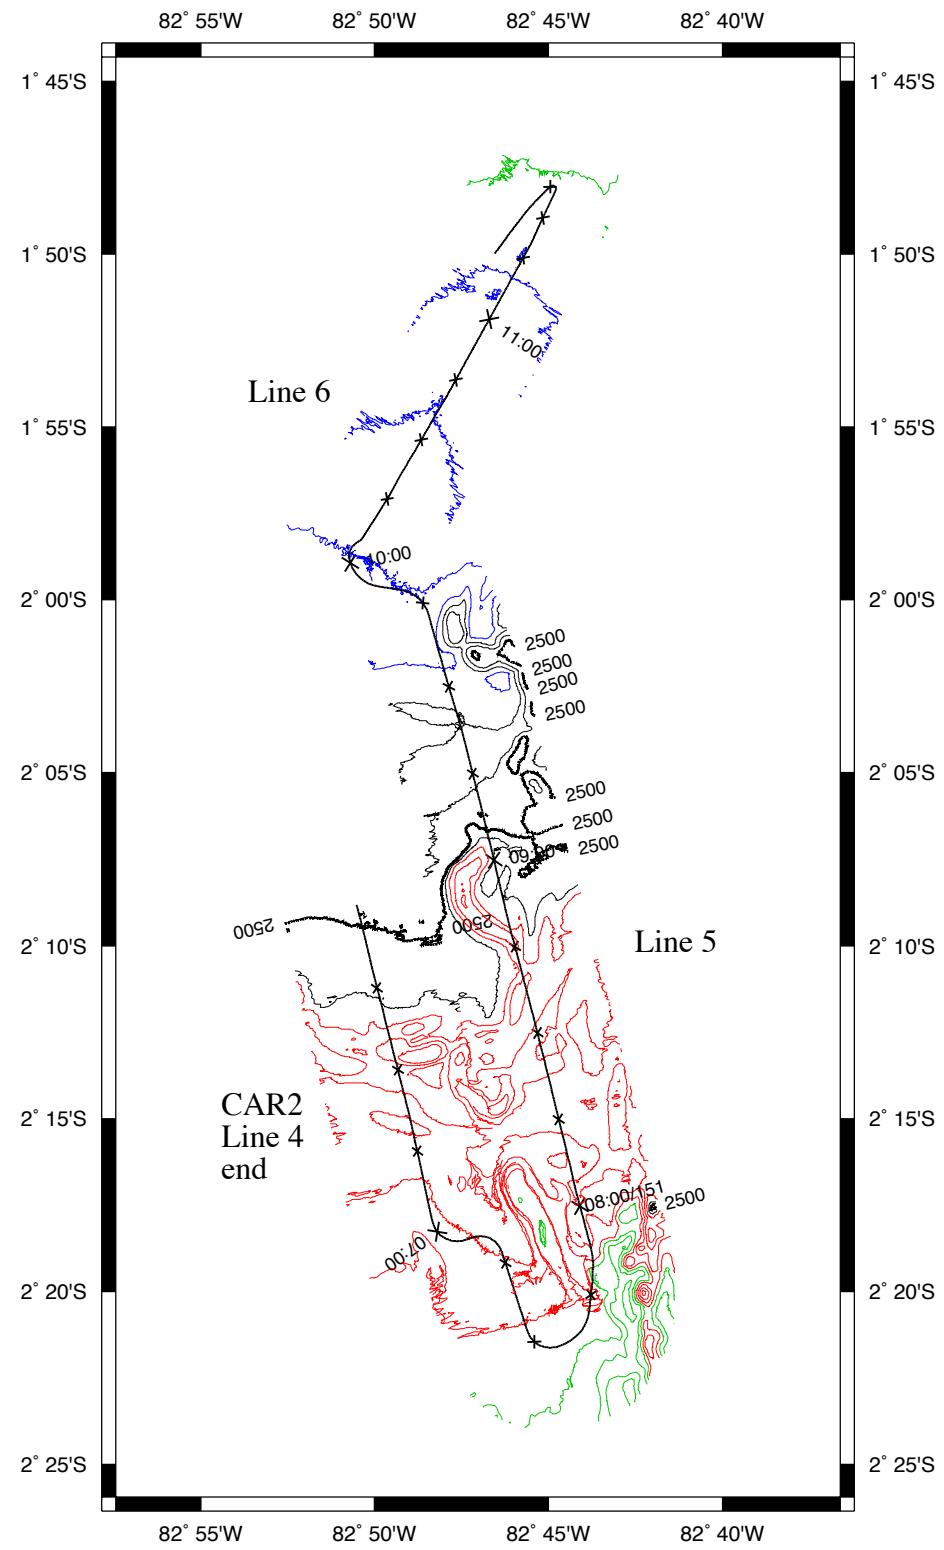 82° 55'W 82° 50'W 82° 45'W 82° 40'W
1° 45'S 1° 45'S
1° 50'S 1° 50'S
11:00
Line 6
1° 55'S 1° 55'S
10:00
2° 00'S 2° 00'S
2500
2500
2500
2500
2° 05'S 2° 05'S
2500
2500
2500
09:00
2500
2500
Line 5
2° 10'S 2° 10'S
CAR2
Line 4
end
2° 15'S 2° 15'S
08:00/151
2500
07:00
2° 20'S 2° 20'S
2° 25'S 2° 25'S
82° 55'W 82° 50'W 82° 45'W 82° 40'W